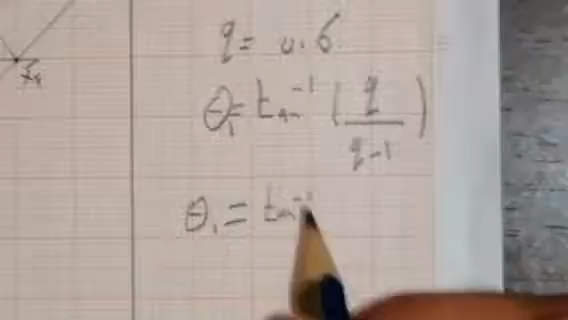 q = 0.6
θ₁ = tan⁻¹ ( q / q-1 )
θ₁ = tan⁻¹